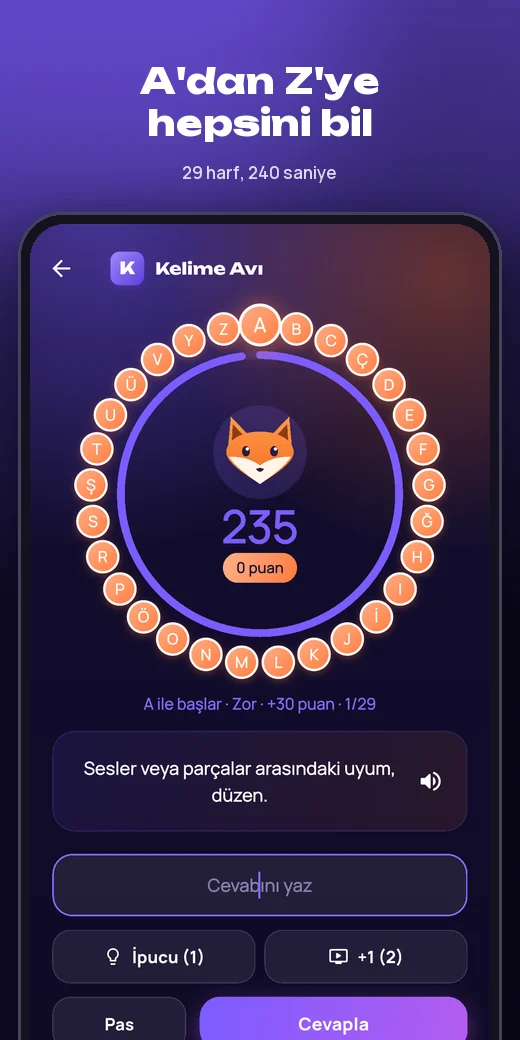 A'dan Z'ye
hepsini bil
29 harf, 240 saniye
K Kelime Avı
A
B
C
Ç
D
E
F
G
Ğ
H
I
İ
J
K
L
M
N
O
Ö
P
R
S
Ş
T
U
Ü
V
Y
Z
235
0 puan
A ile başlar · Zor · +30 puan · 1/29
Sesler veya parçalar arasındaki uyum,
düzen.
Cevabını yaz
İpucu (1)
+1 (2)
Pas
Cevapla